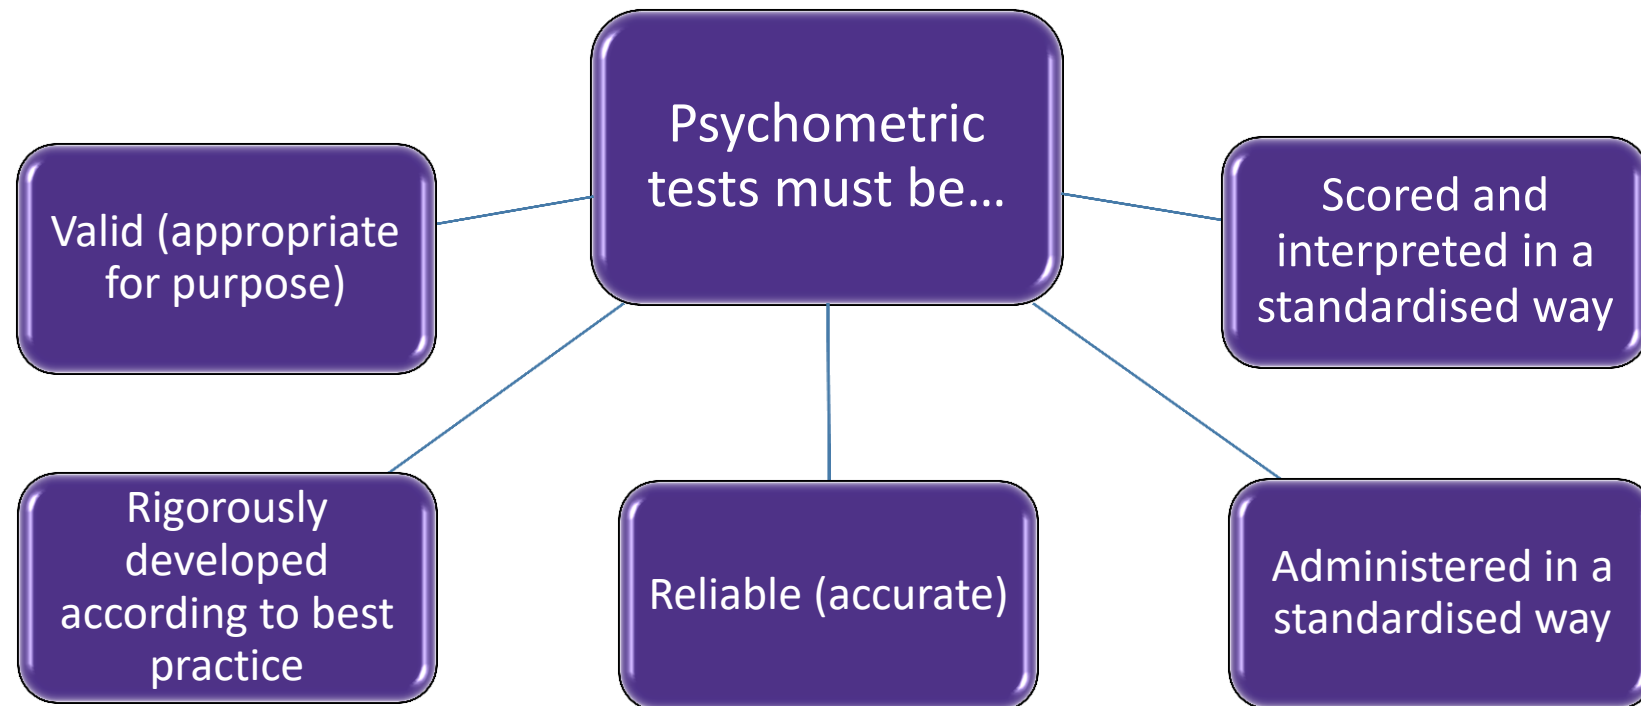 Psychometric
tests must be...
Valid (appropriate
for purpose)
Scored and
interpreted in a
standardised way
Rigorously
developed
according to best
practice
Reliable (accurate)
Administered in a
standardised way